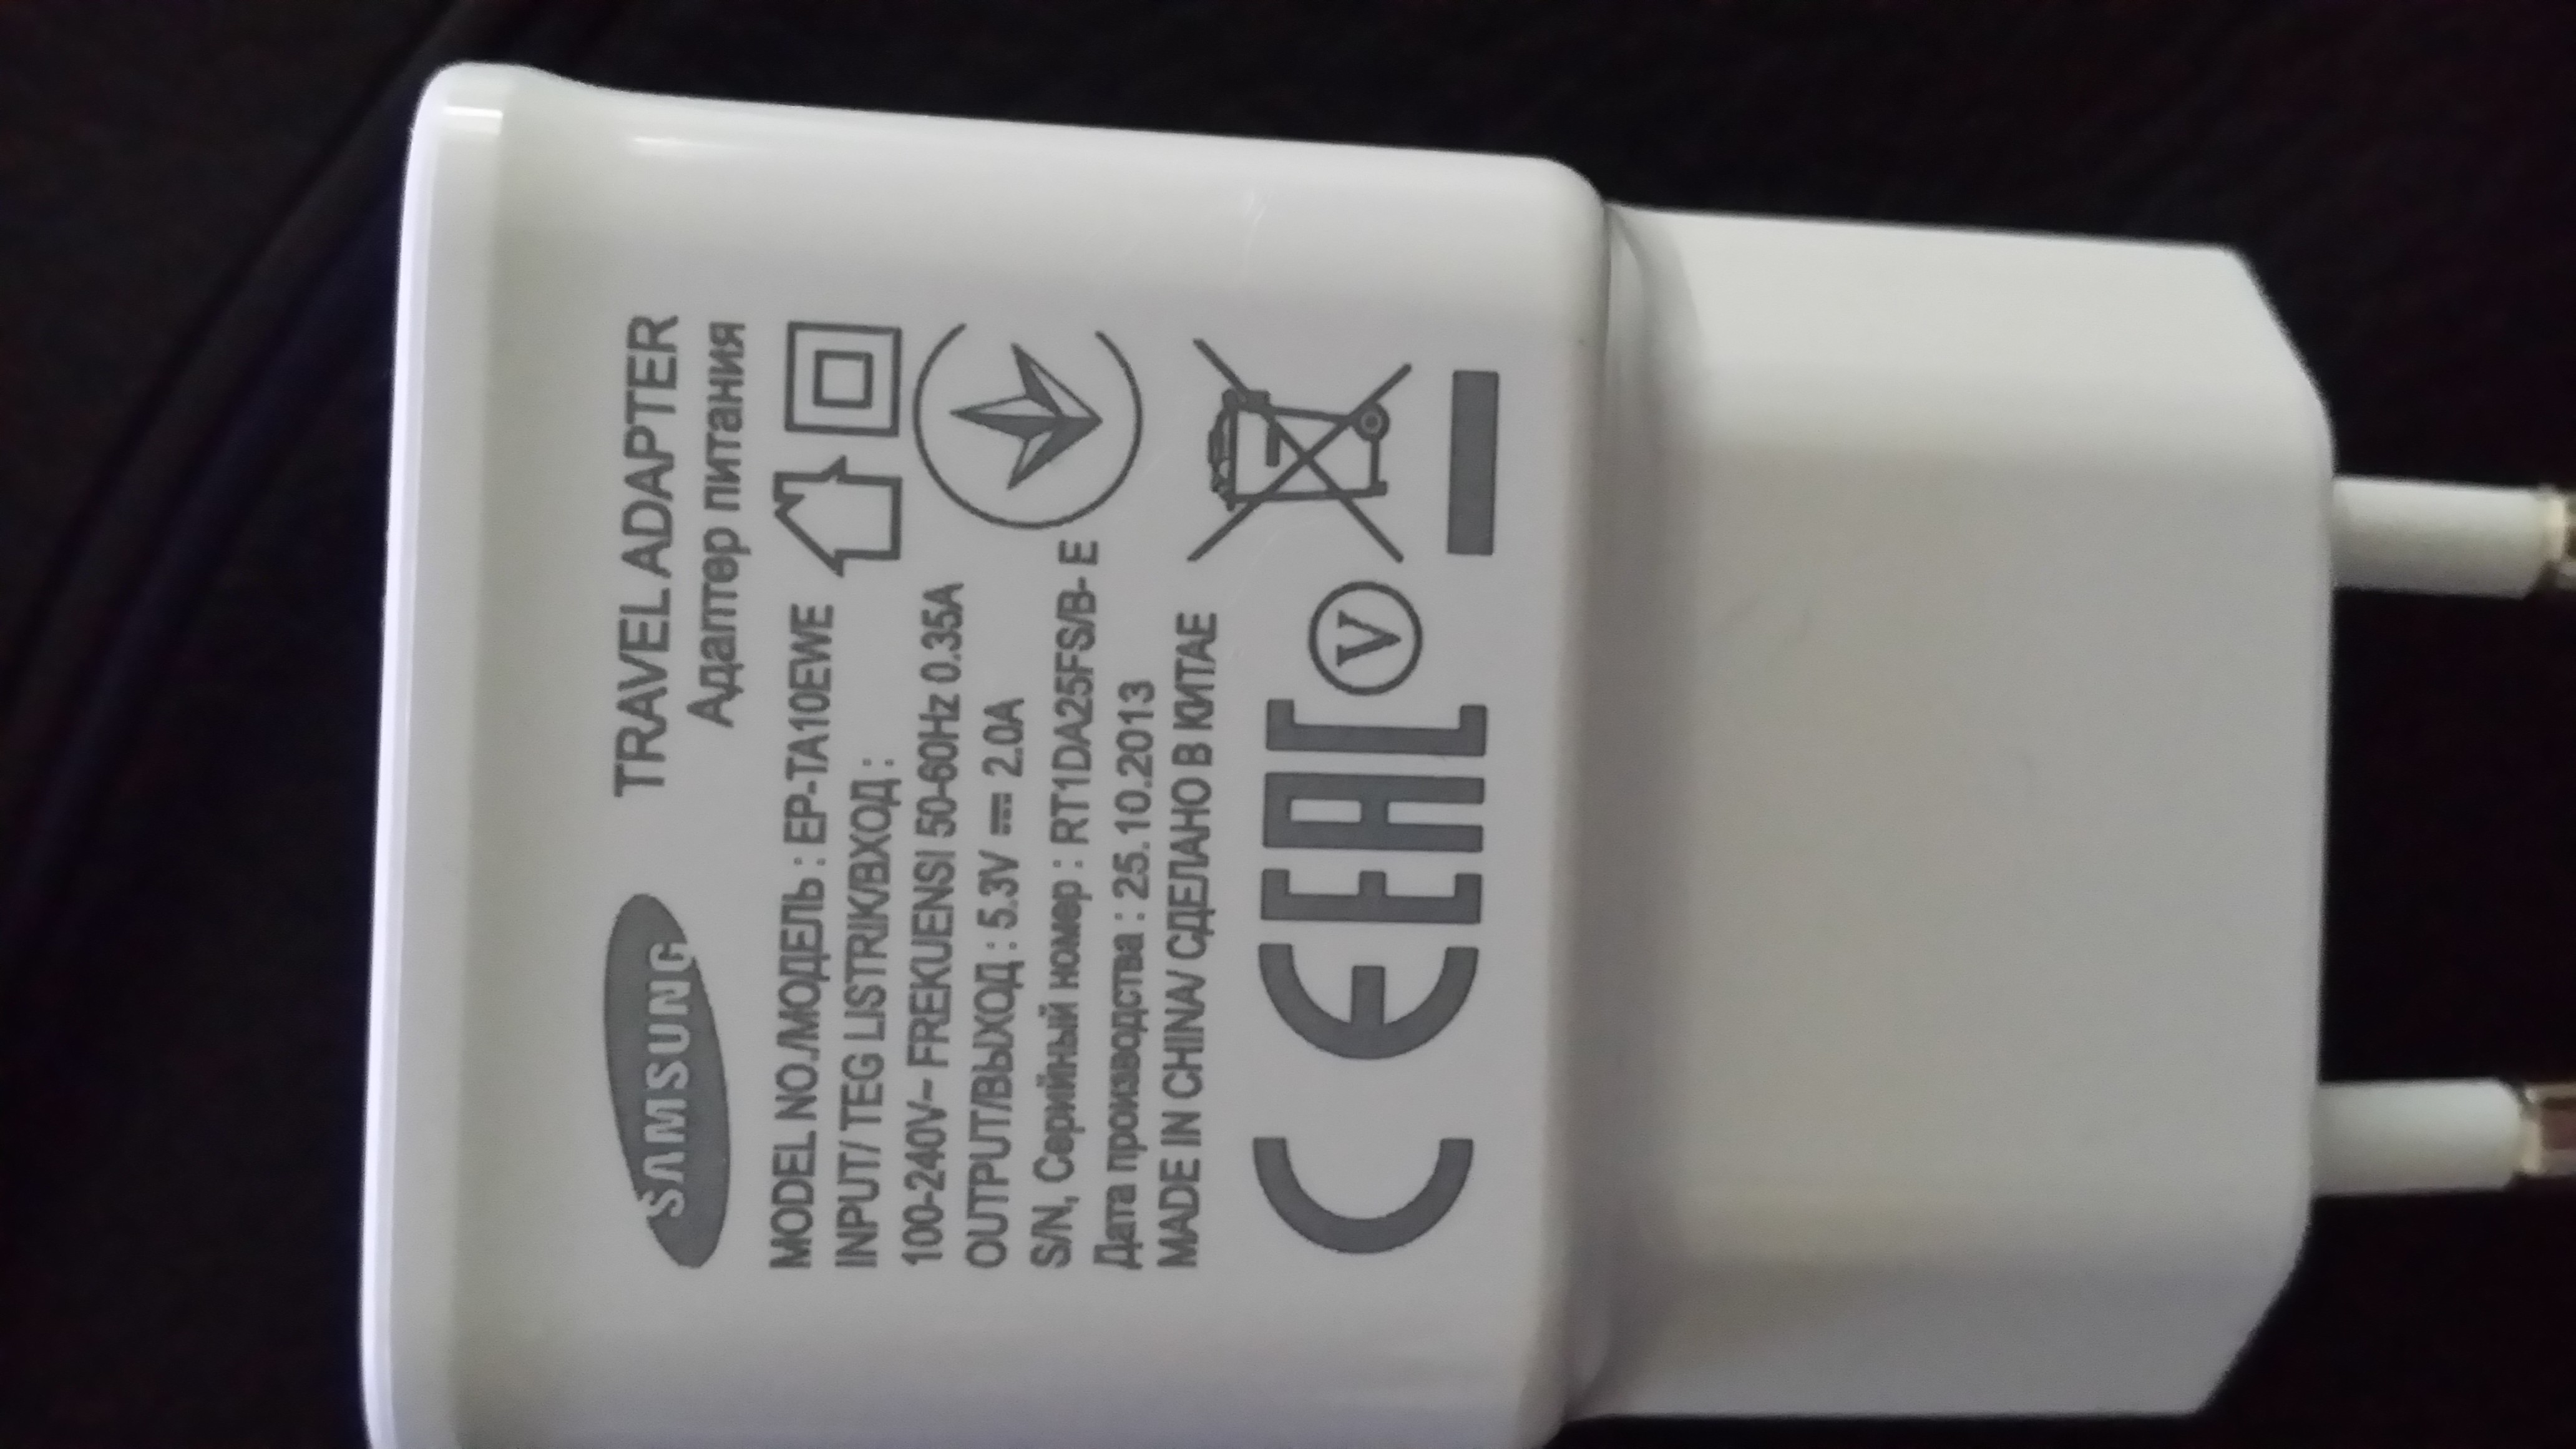 SAMSUNG
TRAVEL ADAPTER
Адаптер питания
MODEL NO./МОДЕЛЬ : EP-TA10EWE
INPUT/ TEG LISTRIK/ВХОД :
100-240V~ FREKUENSI 50-60Hz 0.35A
OUTPUT/ВЫХОД : 5.3V ⎓ 2.0A
S/N, Серийный номер : RT1DA25FS/B- E
Дата производства : 25.10.2013
MADE IN CHINA/ СДЕЛАНО В КИТАЕ
CE EAC V